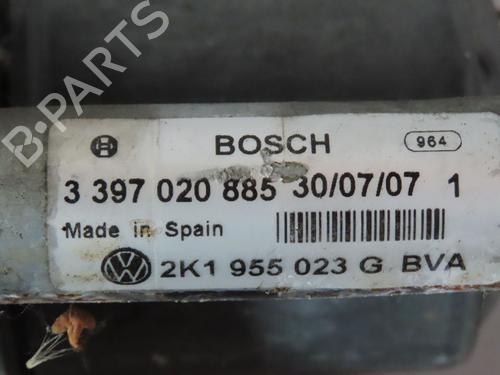 B-PARTS
BOSCH 964
3 397 020 885 30/07/07 1
Made in Spain
2K1 955 023 G BVA